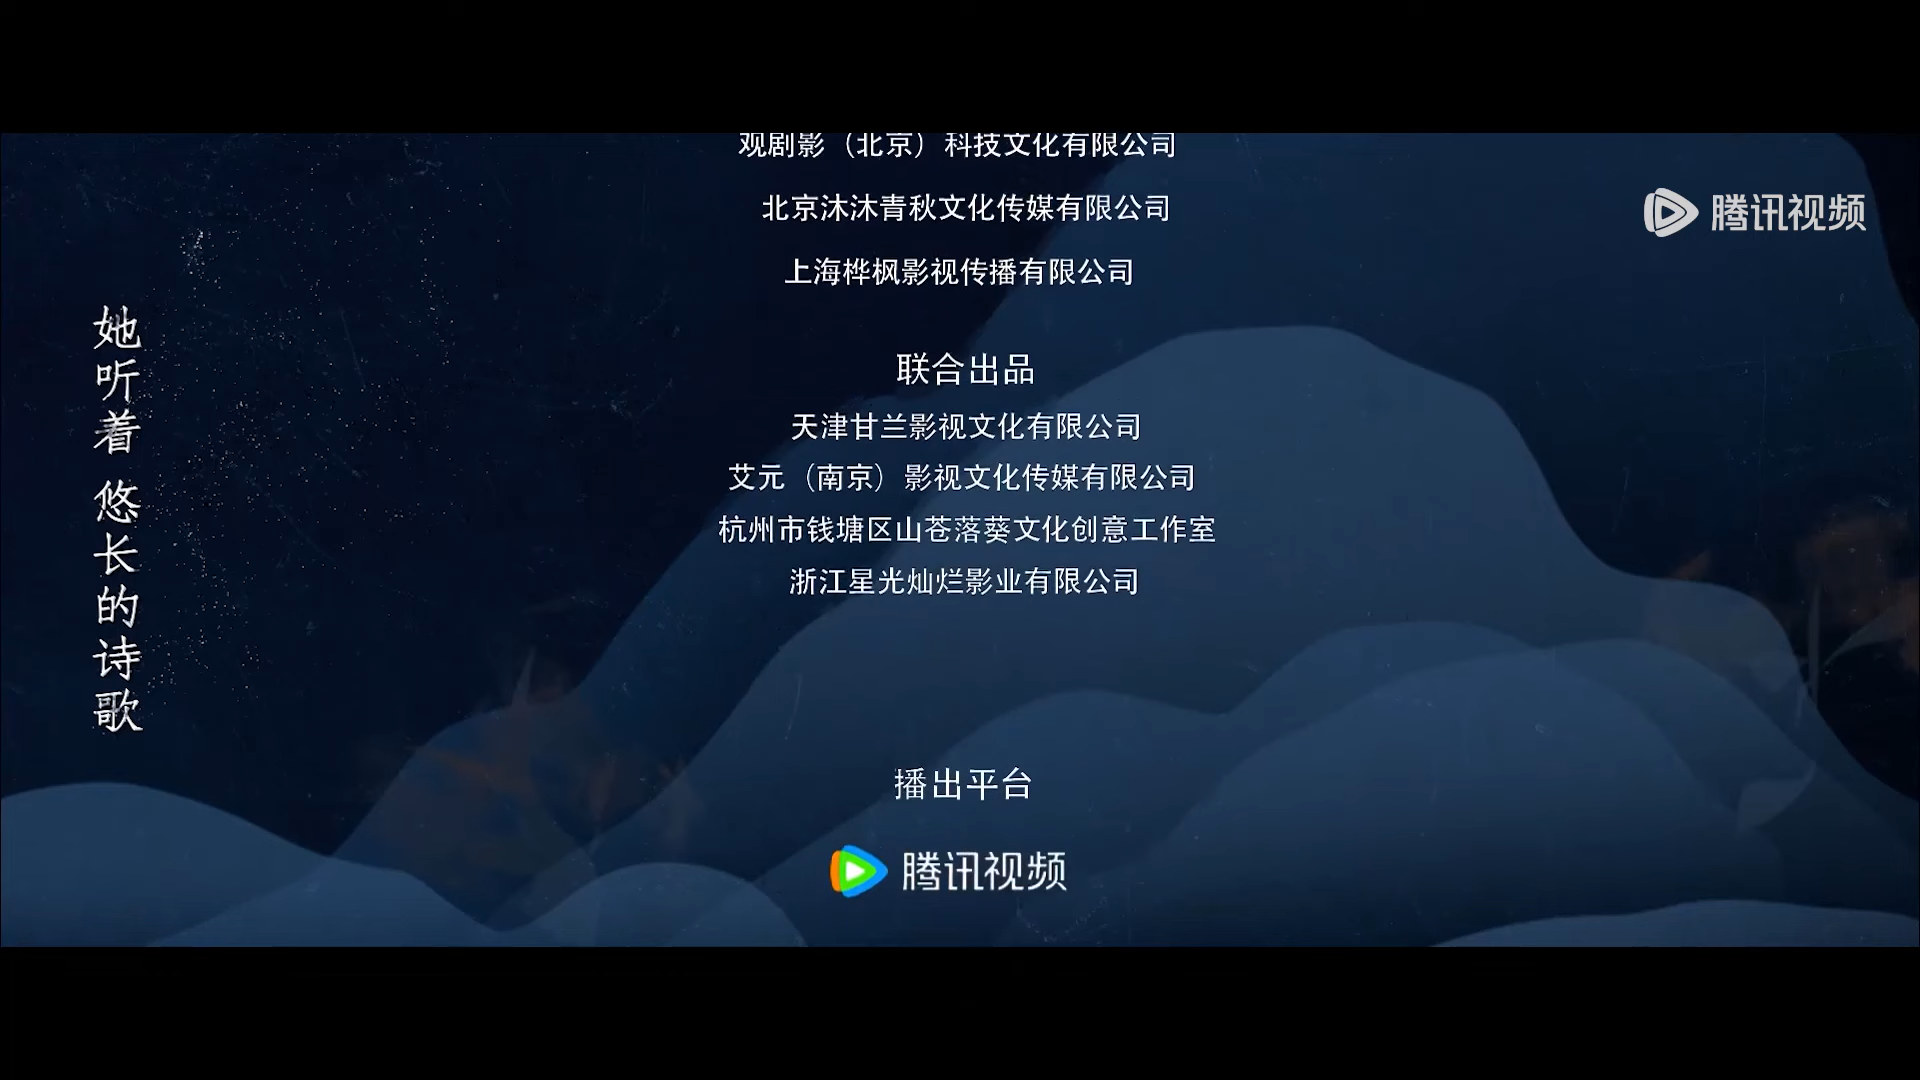 观剧影（北京）科技文化有限公司
北京沐沐青秋文化传媒有限公司
腾讯视频
上海桦枫影视传播有限公司
她听着 悠长的诗歌
联合出品
天津甘兰影视文化有限公司
艾元（南京）影视文化传媒有限公司
杭州市钱塘区山苍落葵文化创意工作室
浙江星光灿烂影业有限公司
播出平台
腾讯视频